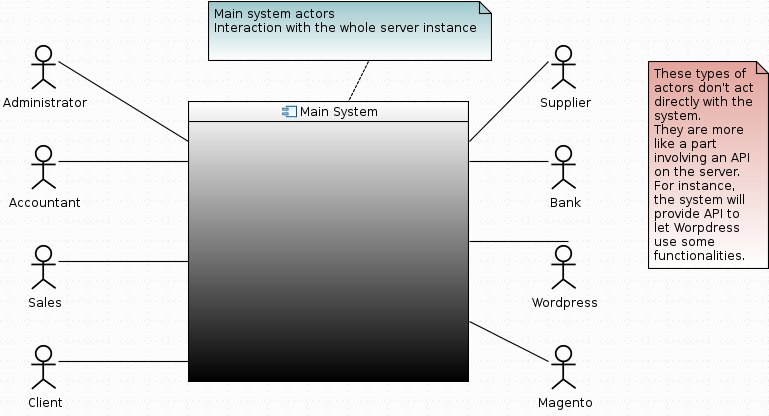 Main system actors
Interaction with the whole server instance
Administrator
Accountant
Sales
Client
Main System
Supplier
Bank
Wordpress
Magento
These types of
actors don't act
directly with the
system.
They are more
like a part
involving an API
on the server.
For instance,
the system will
provide API to
let Worpdress
use some
functionalities.